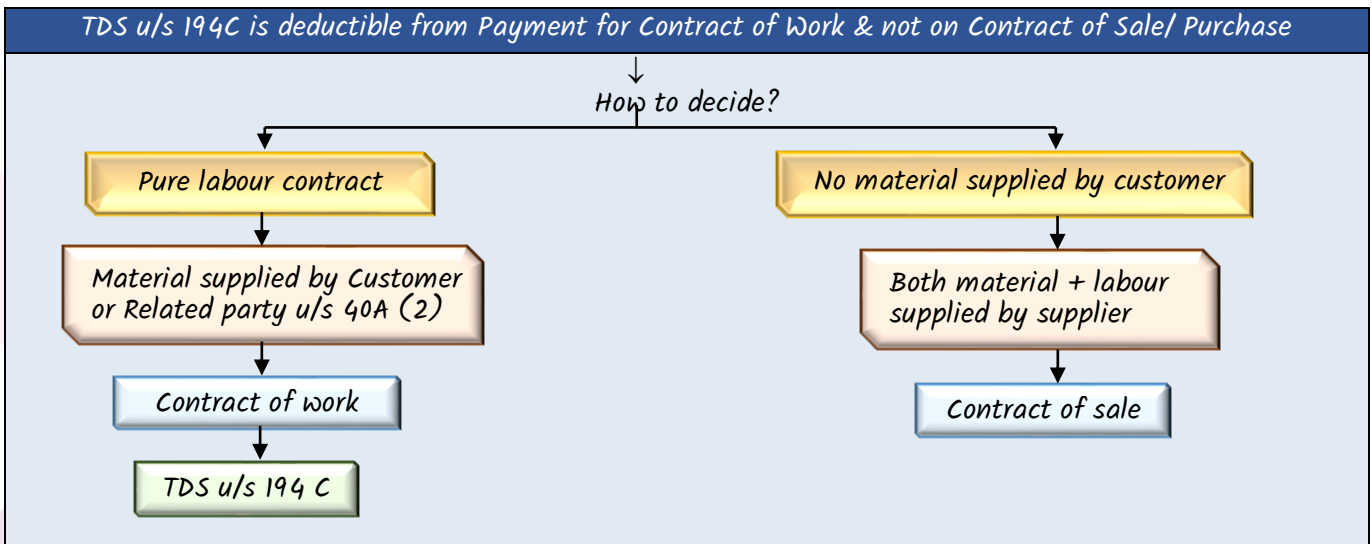 TDS u/s 194C is deductible from Payment for Contract of Work & not on Contract of Sale/ Purchase
How to decide?
Pure labour contract
Material supplied by Customer
or Related party u/s 40A (2)
Contract of work
TDS u/s 194 C
No material supplied by customer
Both material + labour
supplied by supplier
Contract of sale